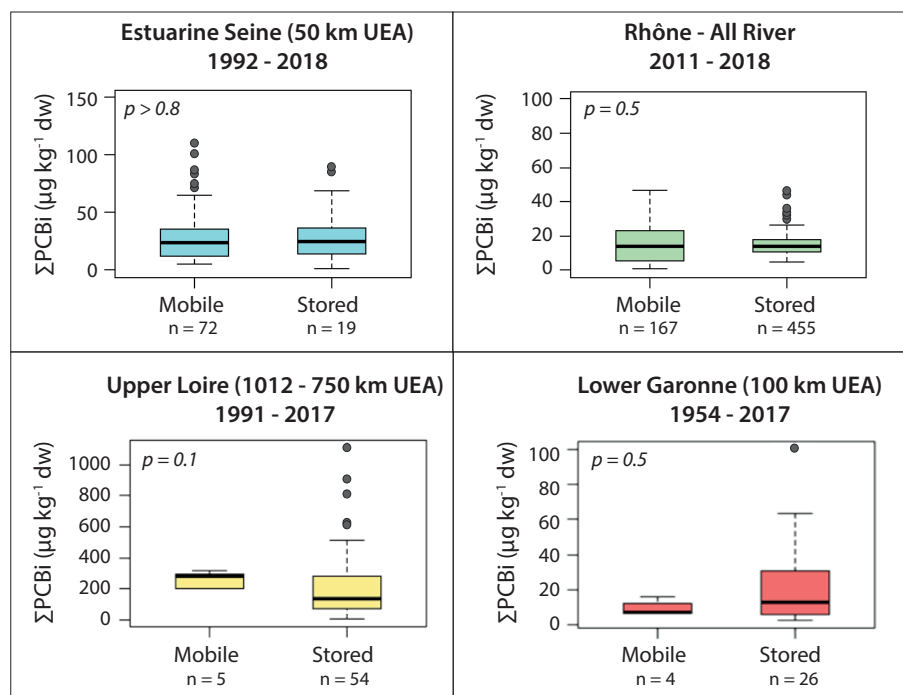 Estuarine Seine (50 km UEA)
1992 - 2018
ΣPCBi (µg kg⁻¹ dw)
150
100
50
0
p > 0.8
Mobile
n = 72
Stored
n = 19
Rhône - All River
2011 - 2018
ΣPCBi (µg kg⁻¹ dw)
100
80
60
40
20
0
p = 0.5
Mobile
n = 167
Stored
n = 455
Upper Loire (1012 - 750 km UEA)
1991 - 2017
ΣPCBi (µg kg⁻¹ dw)
1000
800
600
400
200
0
p = 0.1
Mobile
n = 5
Stored
n = 54
Lower Garonne (100 km UEA)
1954 - 2017
ΣPCBi (µg kg⁻¹ dw)
100
80
60
40
20
0
p = 0.5
Mobile
n = 4
Stored
n = 26